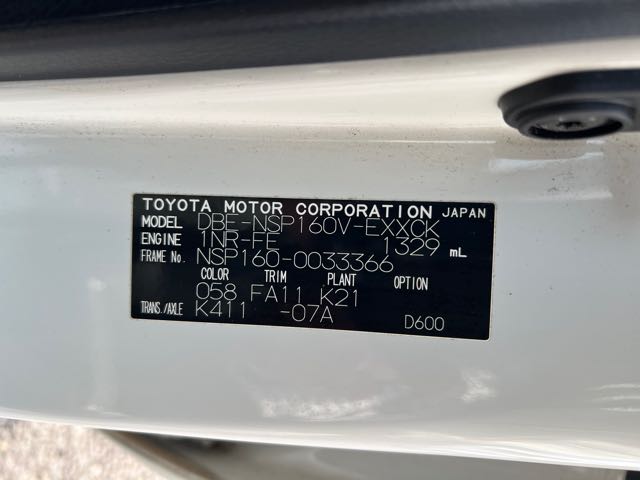 TOYOTA MOTOR CORPORATION JAPAN
MODEL DBE-NSP160V-EXXCK
ENGINE 1NR-FE 1329 mL
FRAME No. NSP160-0033366
COLOR TRIM PLANT OPTION
058 FA11 K21
TRANS./AXLE K411 -07A D600